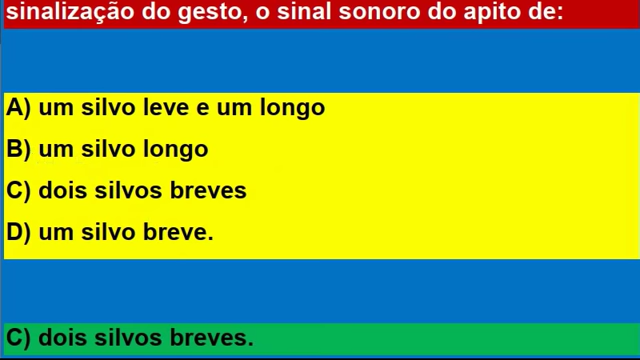 sinalização do gesto, o sinal sonoro do apito de:
A) um silvo leve e um longo
B) um silvo longo
C) dois silvos breves
D) um silvo breve.
C) dois silvos breves.